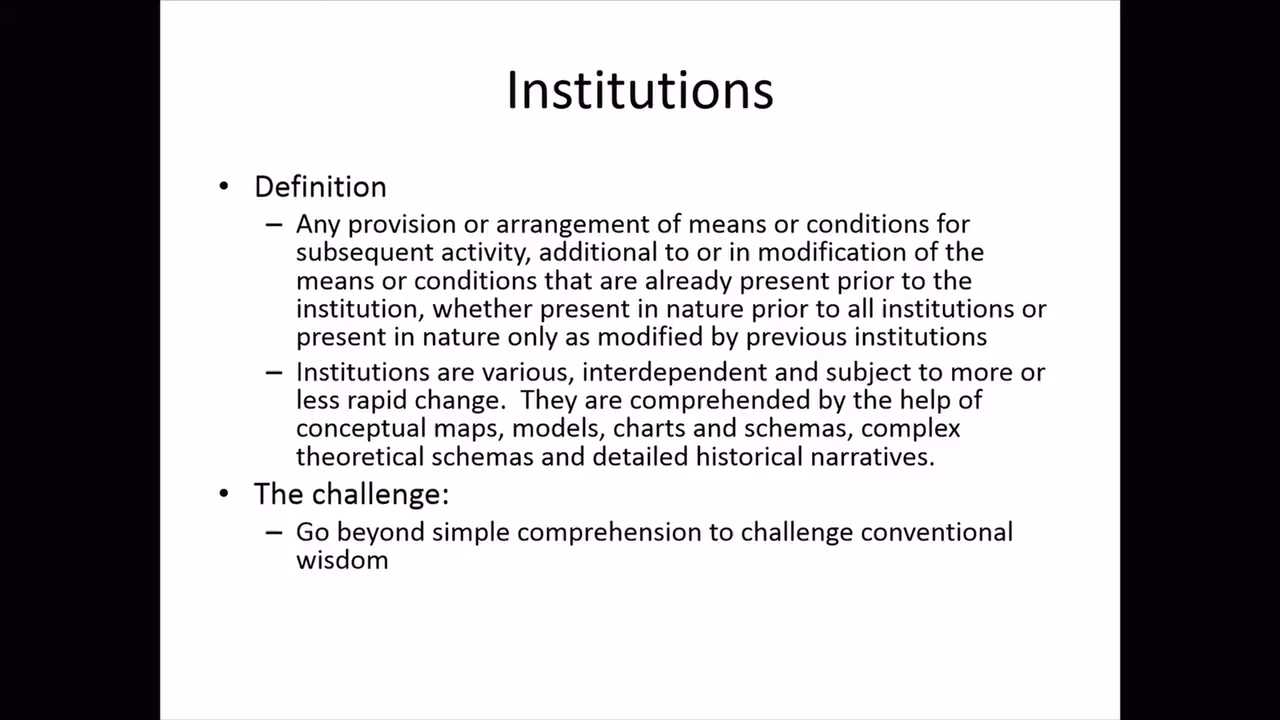 Institutions
• Definition
– Any provision or arrangement of means or conditions for
subsequent activity, additional to or in modification of the
means or conditions that are already present prior to the
institution, whether present in nature prior to all institutions or
present in nature only as modified by previous institutions
– Institutions are various, interdependent and subject to more or
less rapid change.  They are comprehended by the help of
conceptual maps, models, charts and schemas, complex
theoretical schemas and detailed historical narratives.
• The challenge:
– Go beyond simple comprehension to challenge conventional
wisdom